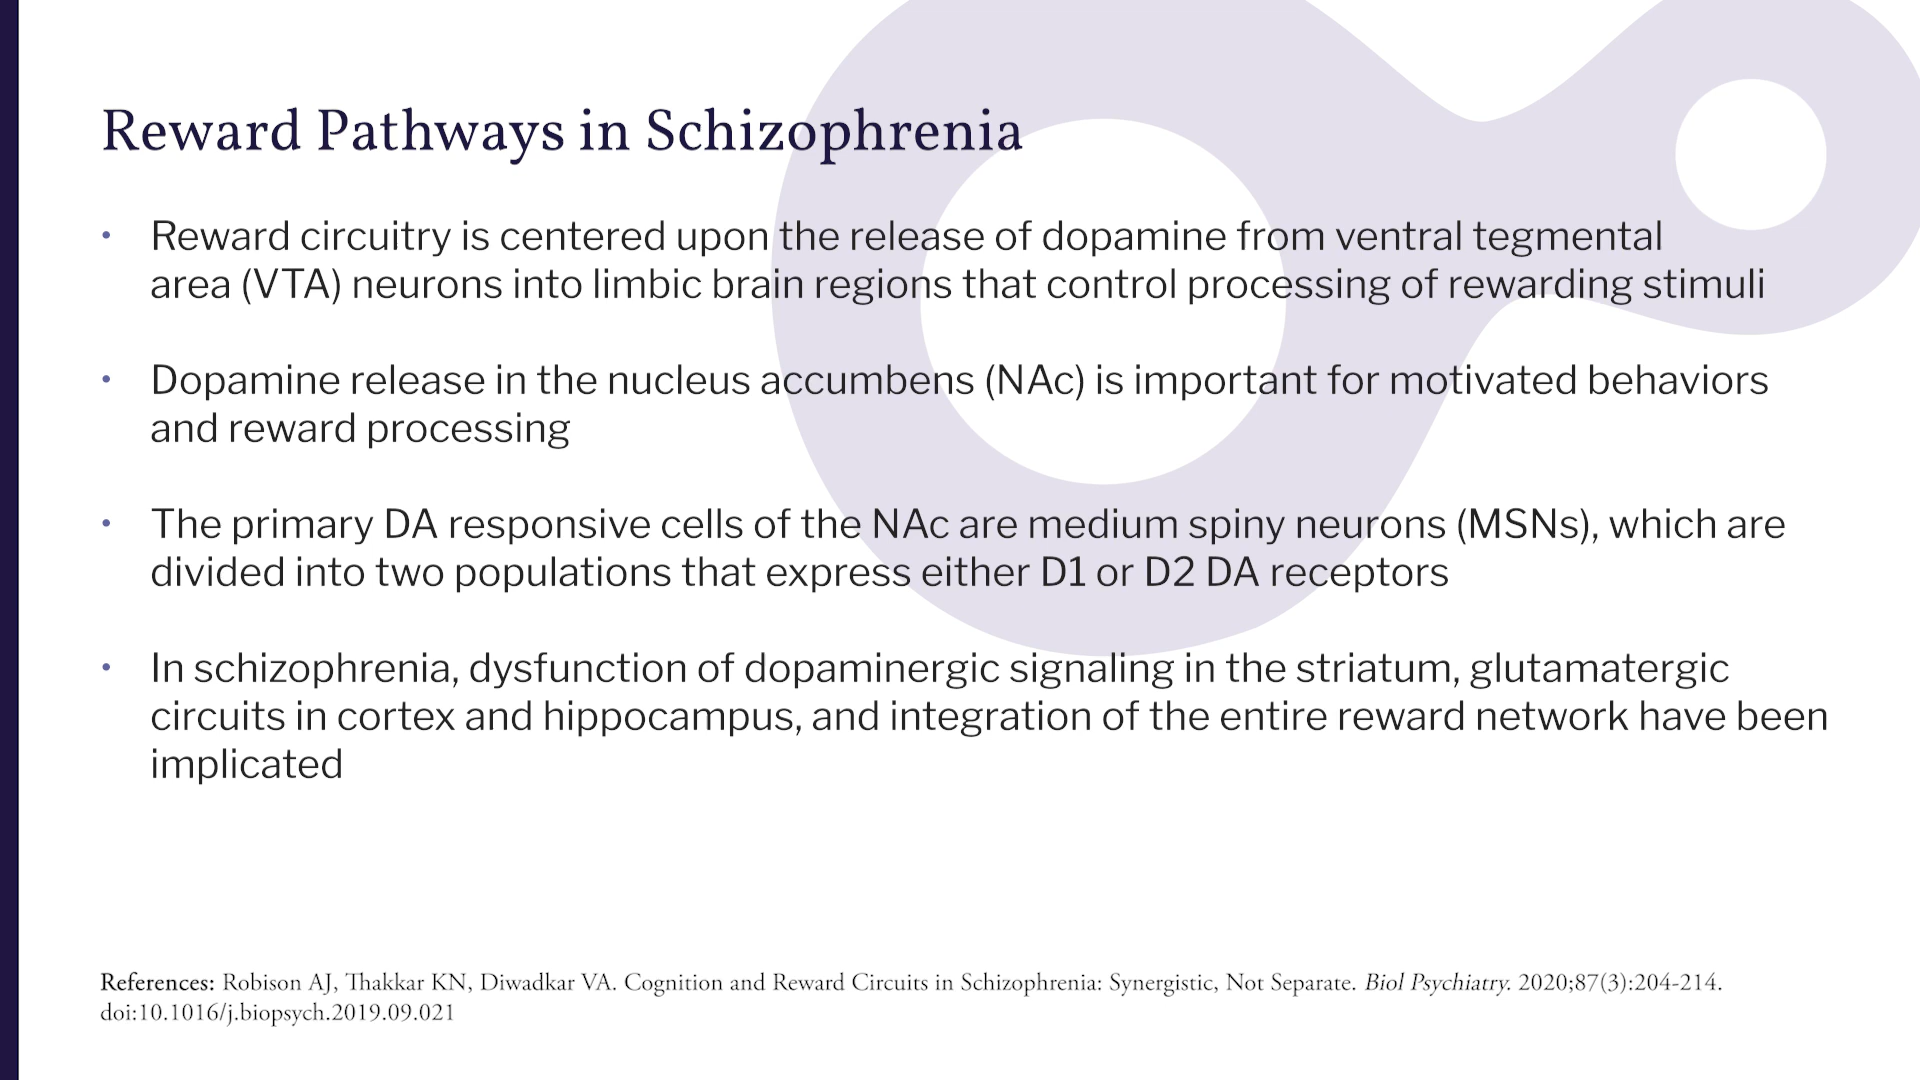 Reward Pathways in Schizophrenia
• Reward circuitry is centered upon the release of dopamine from ventral tegmental
area (VTA) neurons into limbic brain regions that control processing of rewarding stimuli
• Dopamine release in the nucleus accumbens (NAc) is important for motivated behaviors
and reward processing
• The primary DA responsive cells of the NAc are medium spiny neurons (MSNs), which are
divided into two populations that express either D1 or D2 DA receptors
• In schizophrenia, dysfunction of dopaminergic signaling in the striatum, glutamatergic
circuits in cortex and hippocampus, and integration of the entire reward network have been
implicated
References: Robison AJ, Thakkar KN, Diwadkar VA. Cognition and Reward Circuits in Schizophrenia: Synergistic, Not Separate. Biol Psychiatry. 2020;87(3):204-214.
doi:10.1016/j.biopsych.2019.09.021